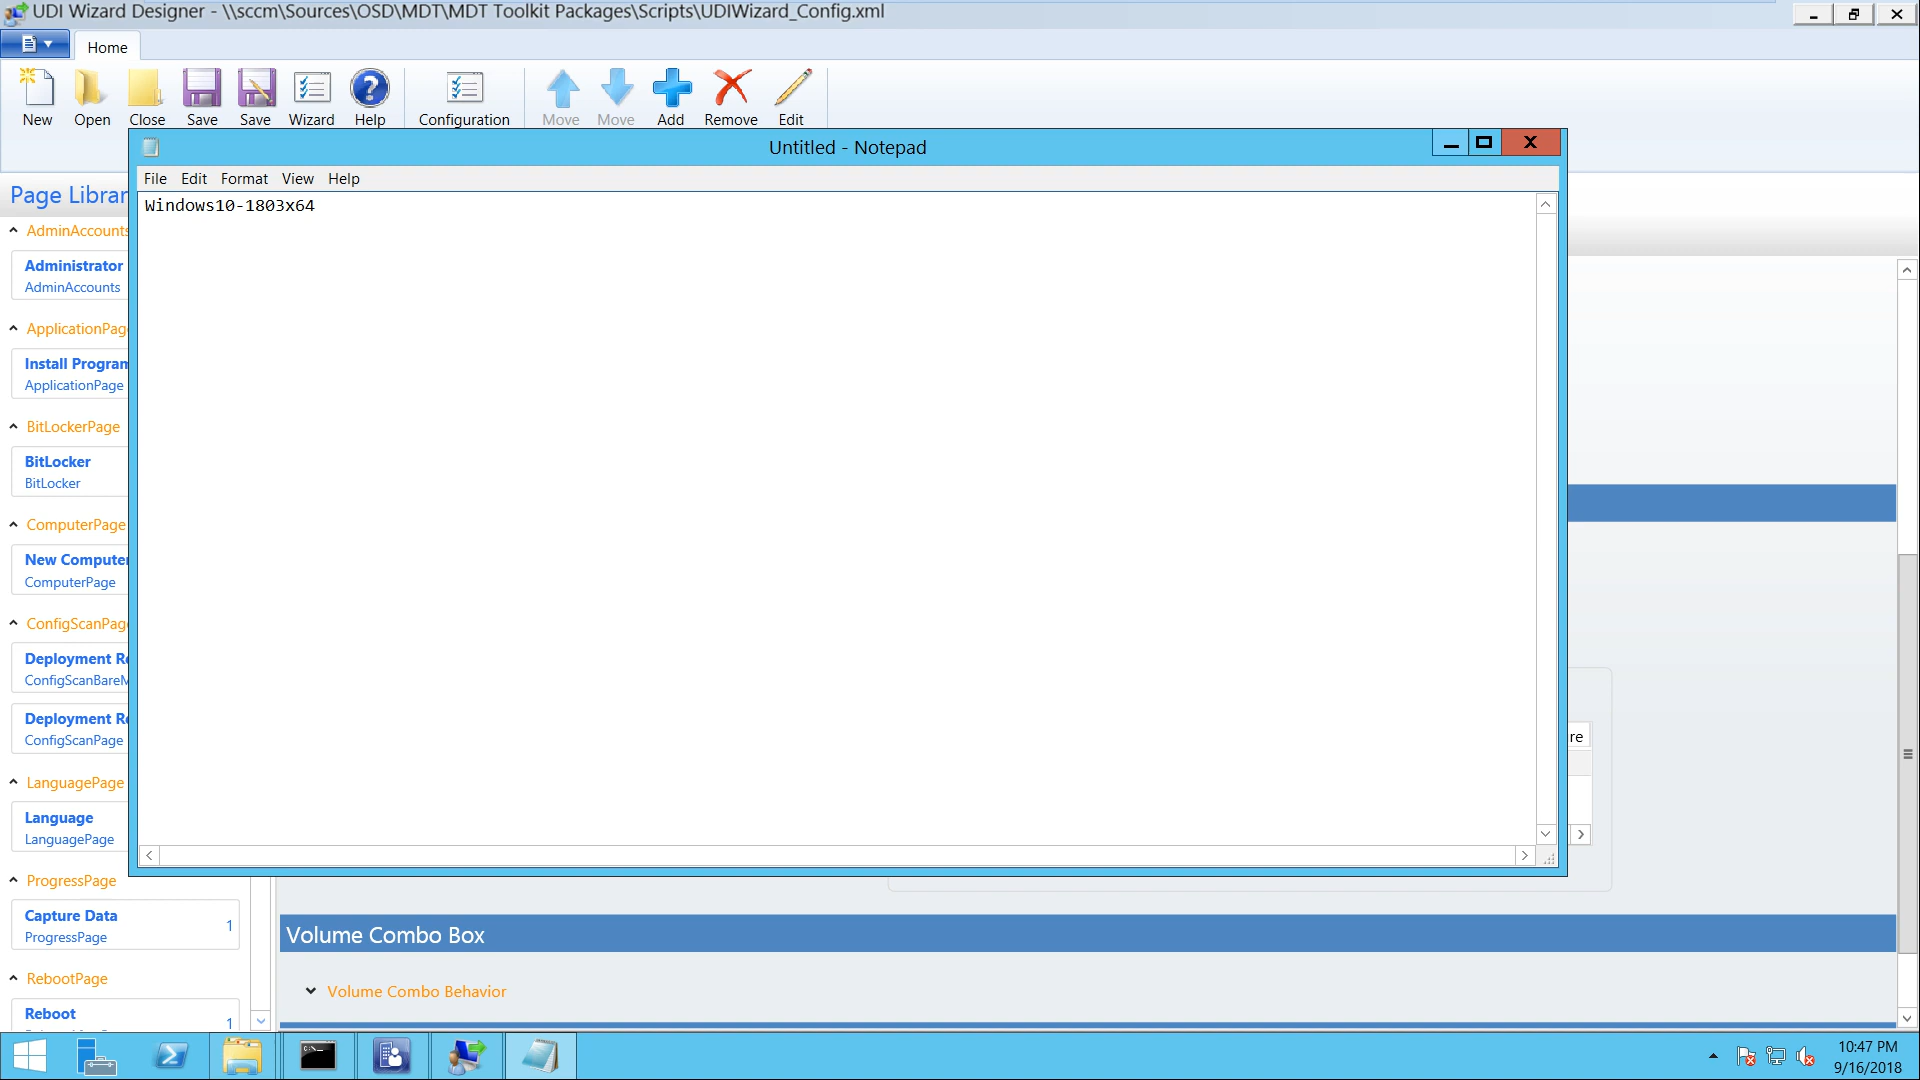 UDI Wizard Designer - \\sccm\Sources\OSD\MDT\MDT Toolkit Packages\Scripts\UDIWizard_Config.xml
Home
New
Open
Close
Save
Save
Wizard
Help
Configuration
Move
Move
Add
Remove
Edit
Untitled - Notepad
File Edit Format View Help
Windows10-1803x64
Page Librar
AdminAccounts
Administrator
AdminAccounts
ApplicationPag
Install Program
ApplicationPage
BitLockerPage
BitLocker
BitLocker
ComputerPage
New Computer
ComputerPage
ConfigScanPag
Deployment Re
ConfigScanBareM
Deployment Re
ConfigScanPage
LanguagePage
Language
LanguagePage
ProgressPage
Capture Data
1
ProgressPage
RebootPage
Reboot
1
re
Volume Combo Box
Volume Combo Behavior
10:47 PM
9/16/2018